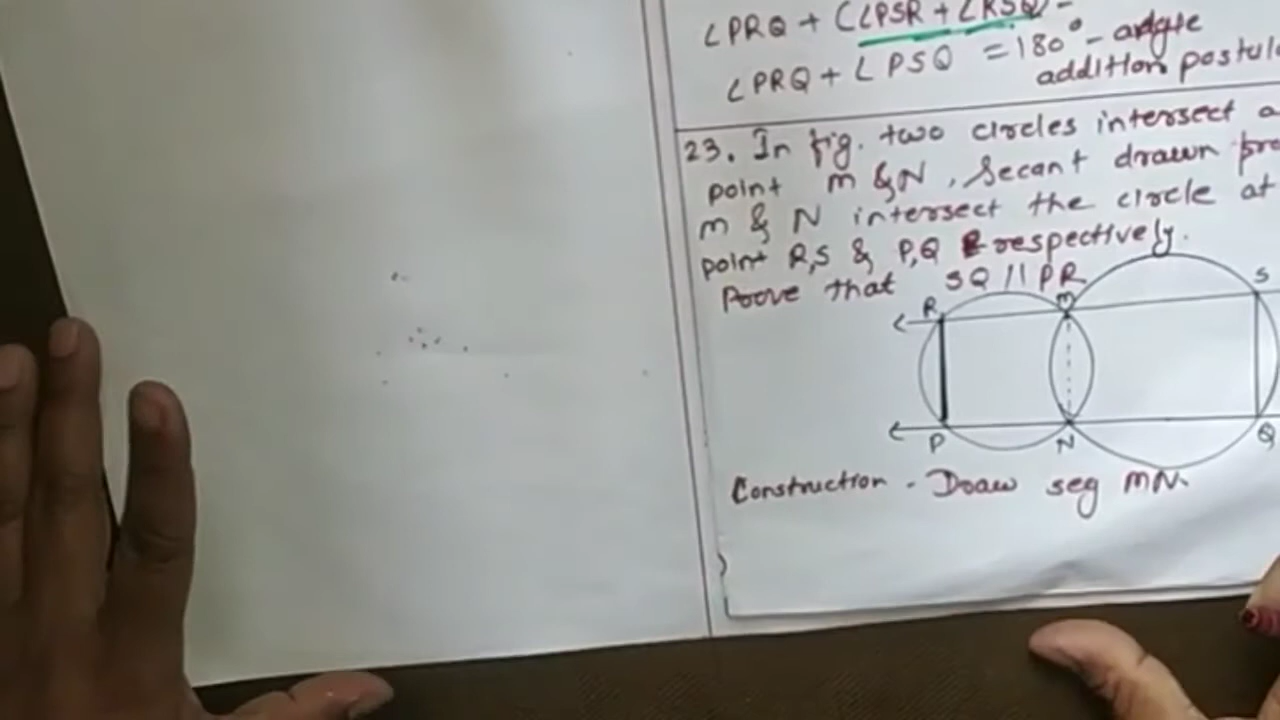 ∠PRQ + (∠PSR + ∠RSQ) =
∠PRQ + ∠PSQ = 180° - angle
addition postul
23. In fig. two circles intersect a
point M & N, Secant drawn
M & N intersect the circle at
point R,S & P,Q respectively.
Prove that SQ || PR
R M S
P N Q
Construction - Draw seg MN.